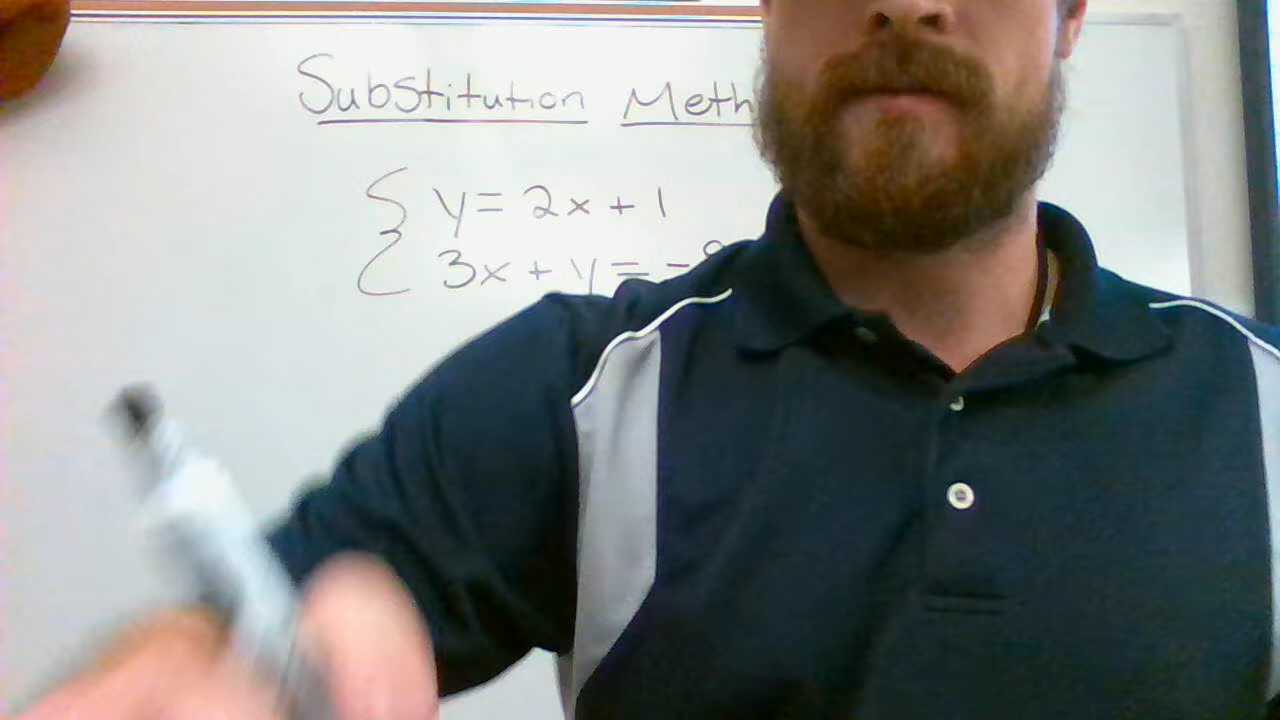 Substitution Meth
{ y = 2x + 1
3x + y = -